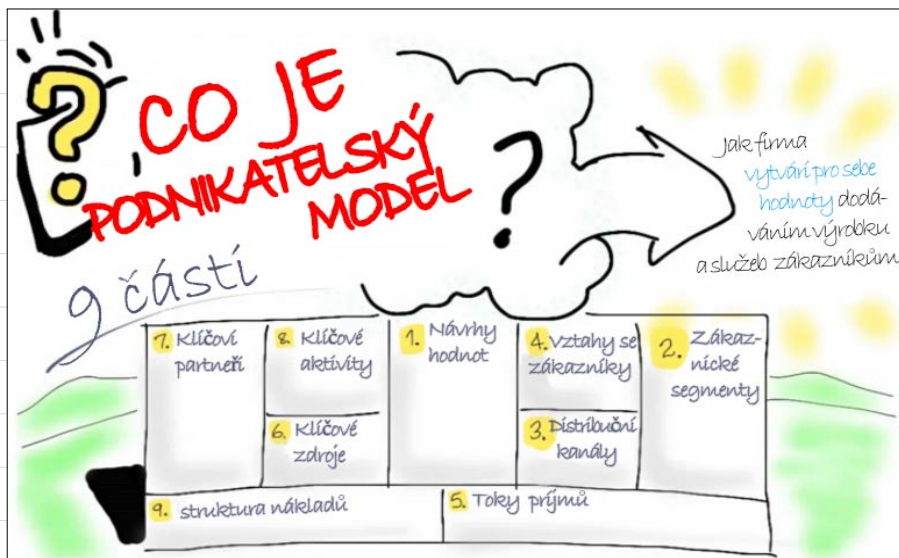 ?
CO JE
PODNIKATELSKÝ
MODEL
?
Jak firma
vytváří pro sebe
hodnoty dodá-
váním výrobku
a služeb zákazníkům
9 částí
7. Klíčoví
partneři
8. Klíčové
aktivity
1. Návrhy
hodnot
4. Vztahy se
zákazníky
2. Zákaz-
nické
segmenty
6. Klíčové
zdroje
3. Distribuční
kanály
9. struktura nákladů
5. Toky príjmů